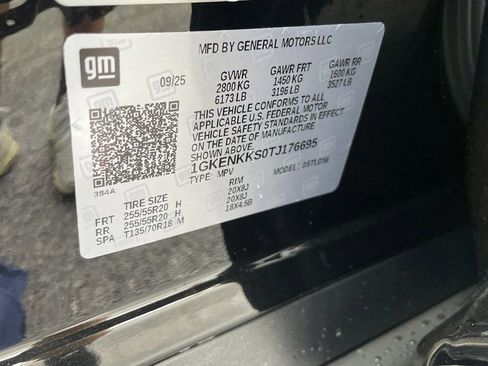 gm
MFD BY GENERAL MOTORS LLC
09/25
GVWR GAWR FRT GAWR RR
2800 KG 1450 KG 1600 KG
6173 LB 3196 LB 3527 LB
THIS VEHICLE CONFORMS TO ALL
APPLICABLE U.S. FEDERAL MOTOR
VEHICLE SAFETY STANDARDS IN EFFECT
ON THE DATE OF MANUFACTURE
1GKENKKS0TJ176695
TYPE: MPV MODEL:
384A
TIRE SIZE RIM
FRT 255/55R20 H 20X8J
RR 255/55R20 H 20X8J
SPA T135/70R18 M 18X4.5B